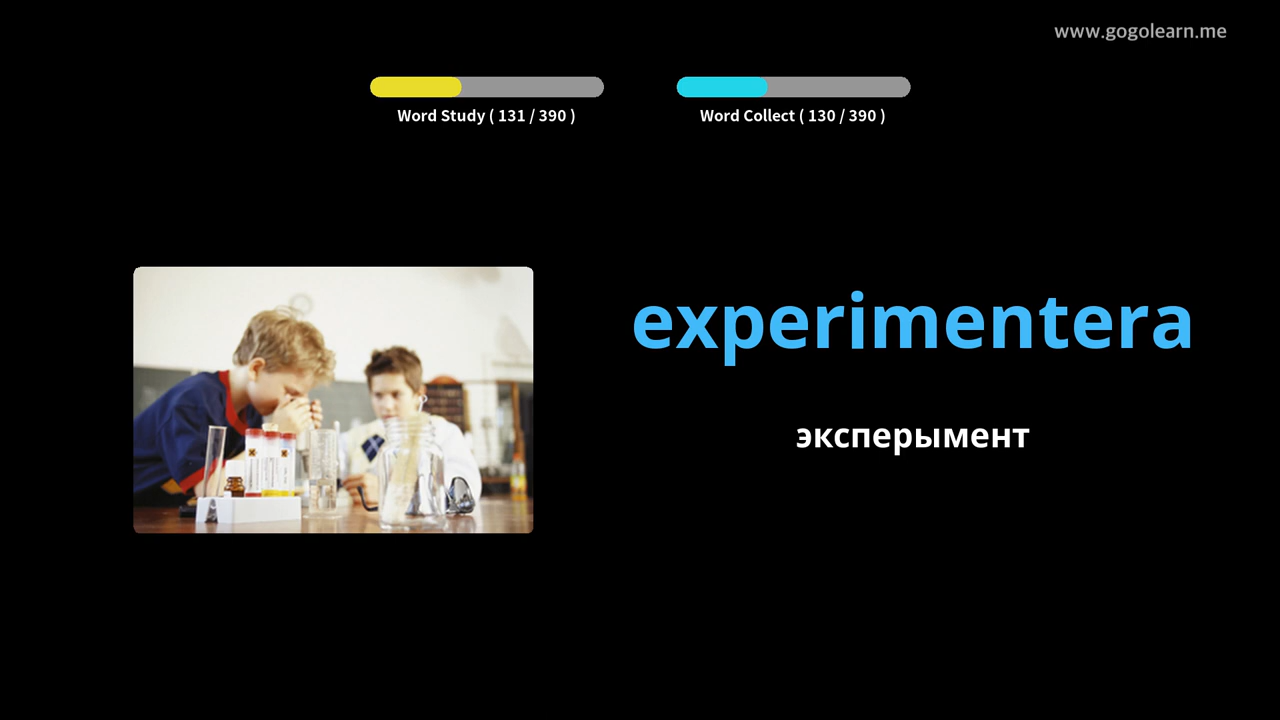 www.gogolearn.me
Word Study ( 131 / 390 )
Word Collect ( 130 / 390 )
experimentera
эксперымент